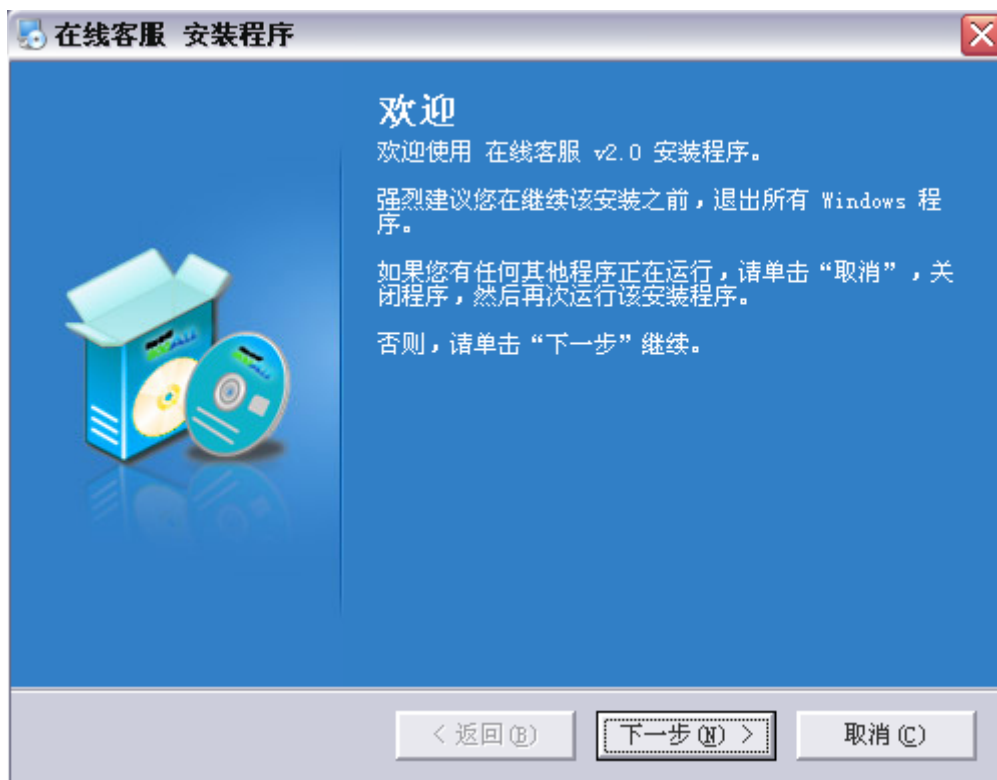 在线客服 安装程序
欢迎
欢迎使用 在线客服 v2.0 安装程序。
强烈建议您在继续该安装之前，退出所有 Windows 程
序。
如果您有任何其他程序正在运行，请单击“取消”，关
闭程序，然后再次运行该安装程序。
否则，请单击“下一步”继续。
< 返回(B)
下一步(N) >
取消(C)